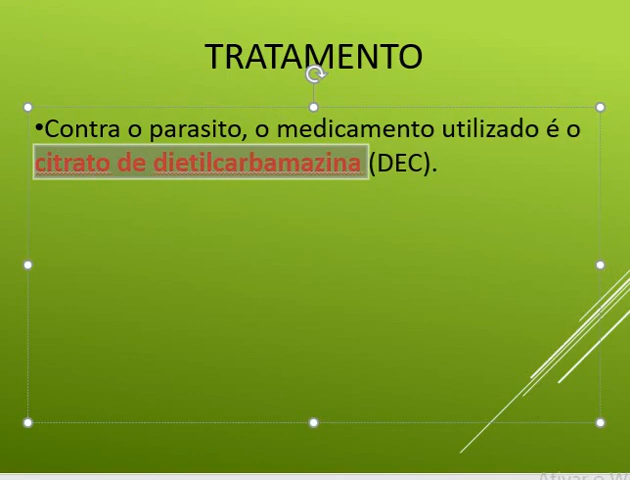 TRATAMENTO
•Contra o parasito, o medicamento utilizado é o
citrato de dietilcarbamazina (DEC).